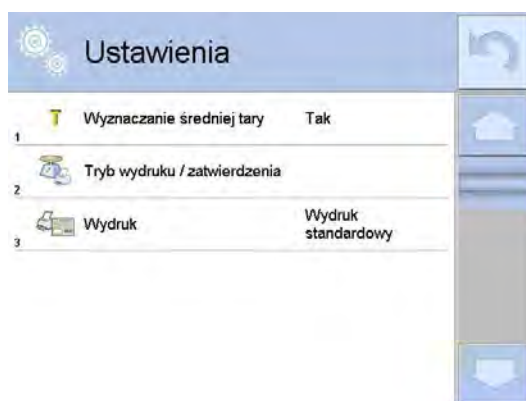 Ustawienia
1 Wyznaczanie średniej tary Tak
2 Tryb wydruku / zatwierdzenia
3 Wydruk Wydruk standardowy